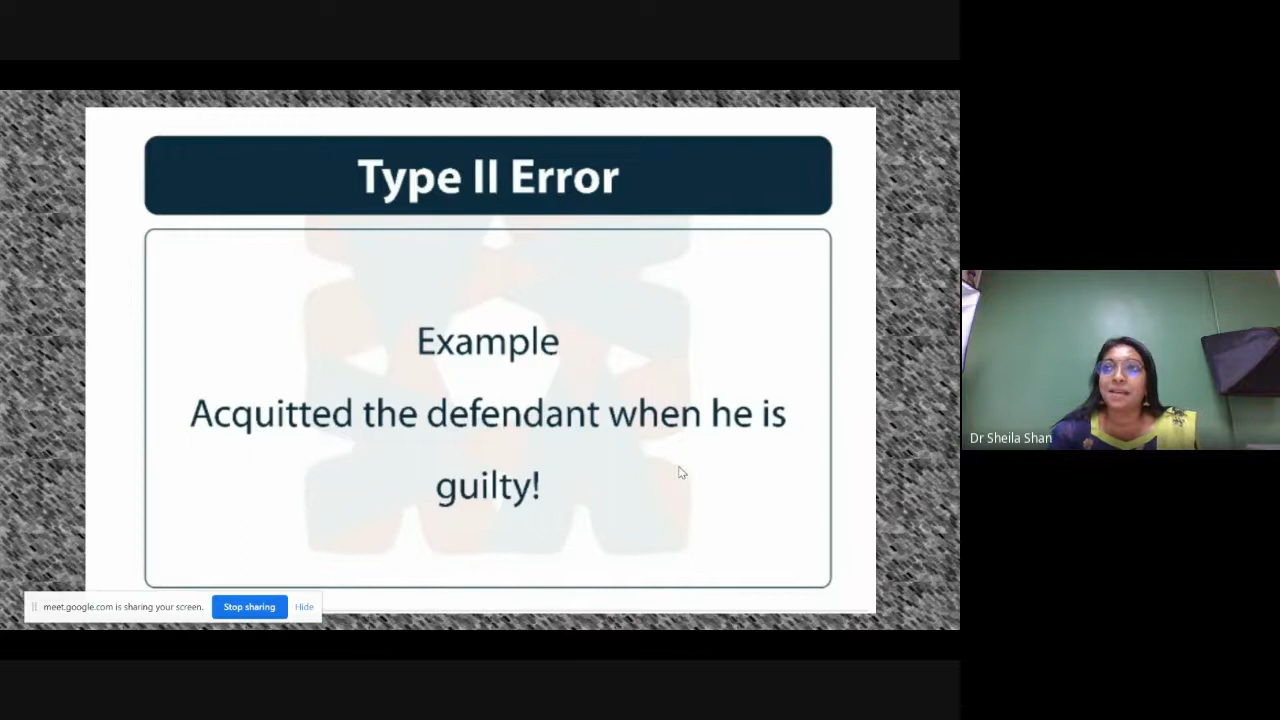 Type II Error
Example
Acquitted the defendant when he is
guilty!
Dr Sheila Shan
meet.google.com is sharing your screen.
Stop sharing
Hide